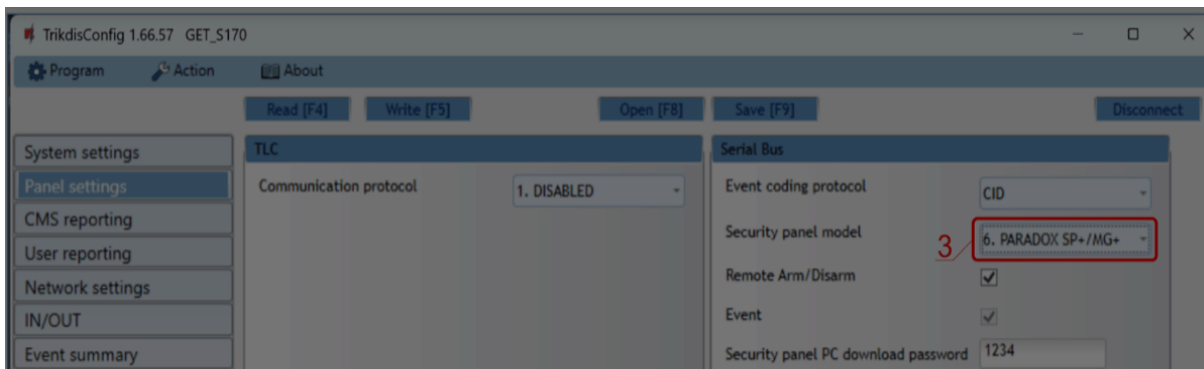 TrikdisConfig 1.66.57 GET_S170
Program Action About
Read [F4] Write [F5] Open [F8] Save [F9] Disconnect
System settings
Panel settings
CMS reporting
User reporting
Network settings
IN/OUT
Event summary
TLC
Communication protocol 1. DISABLED
Serial Bus
Event coding protocol CID
Security panel model 3 6. PARADOX SP+/MG+
Remote Arm/Disarm
Event
Security panel PC download password 1234